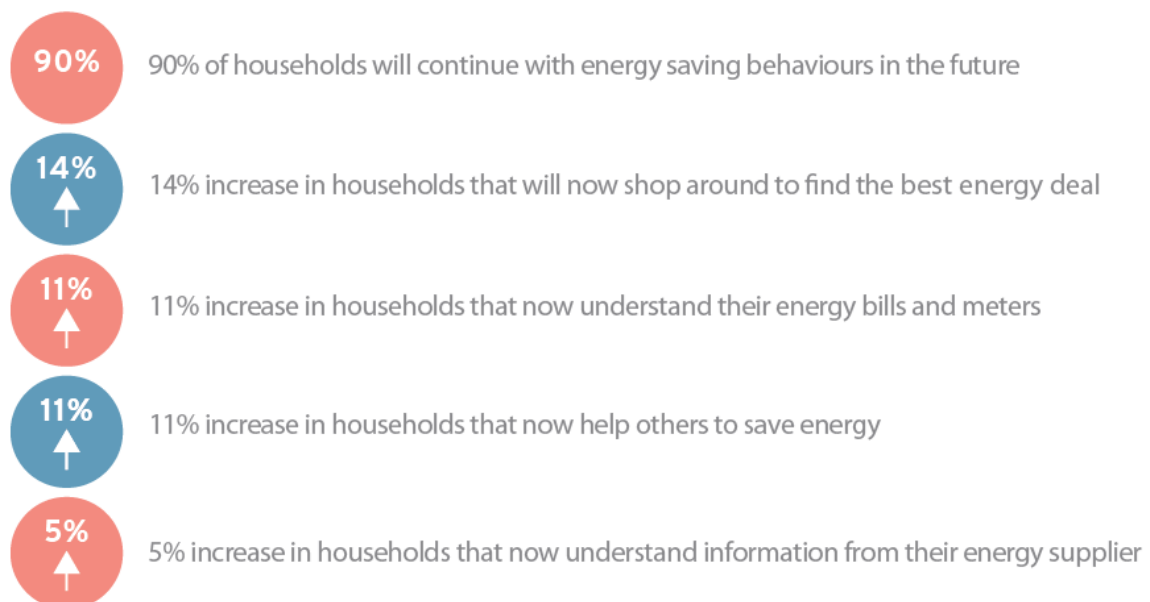 90%
90% of households will continue with energy saving behaviours in the future
14%
14% increase in households that will now shop around to find the best energy deal
11%
11% increase in households that now understand their energy bills and meters
11%
11% increase in households that now help others to save energy
5%
5% increase in households that now understand information from their energy supplier